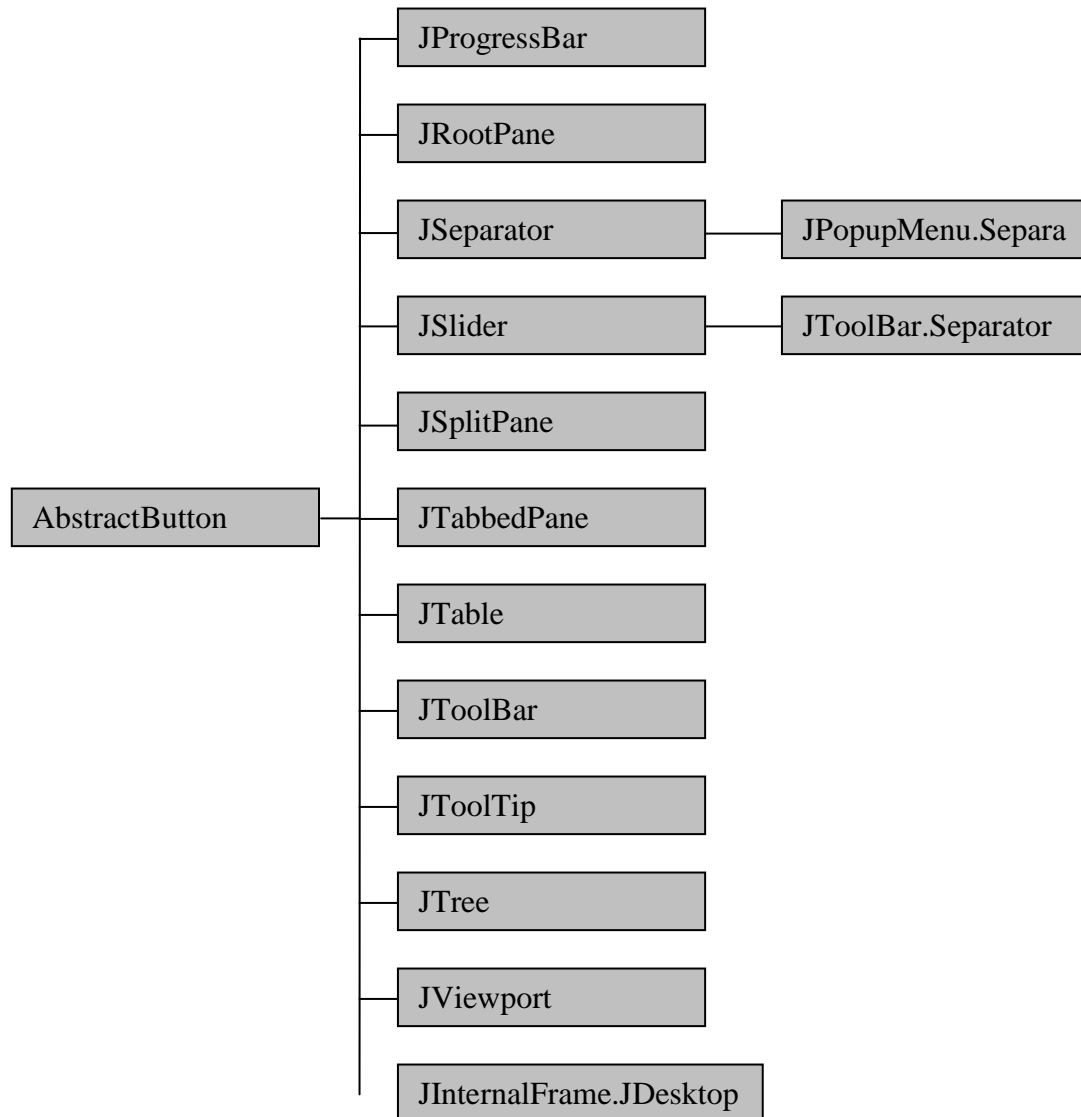 JProgressBar
JRootPane
JSeparator
JPopupMenu.Separa
JSlider
JToolBar.Separator
JSplitPane
AbstractButton
JTabbedPane
JTable
JToolBar
JToolTip
JTree
JViewport
JInternalFrame.JDesktop